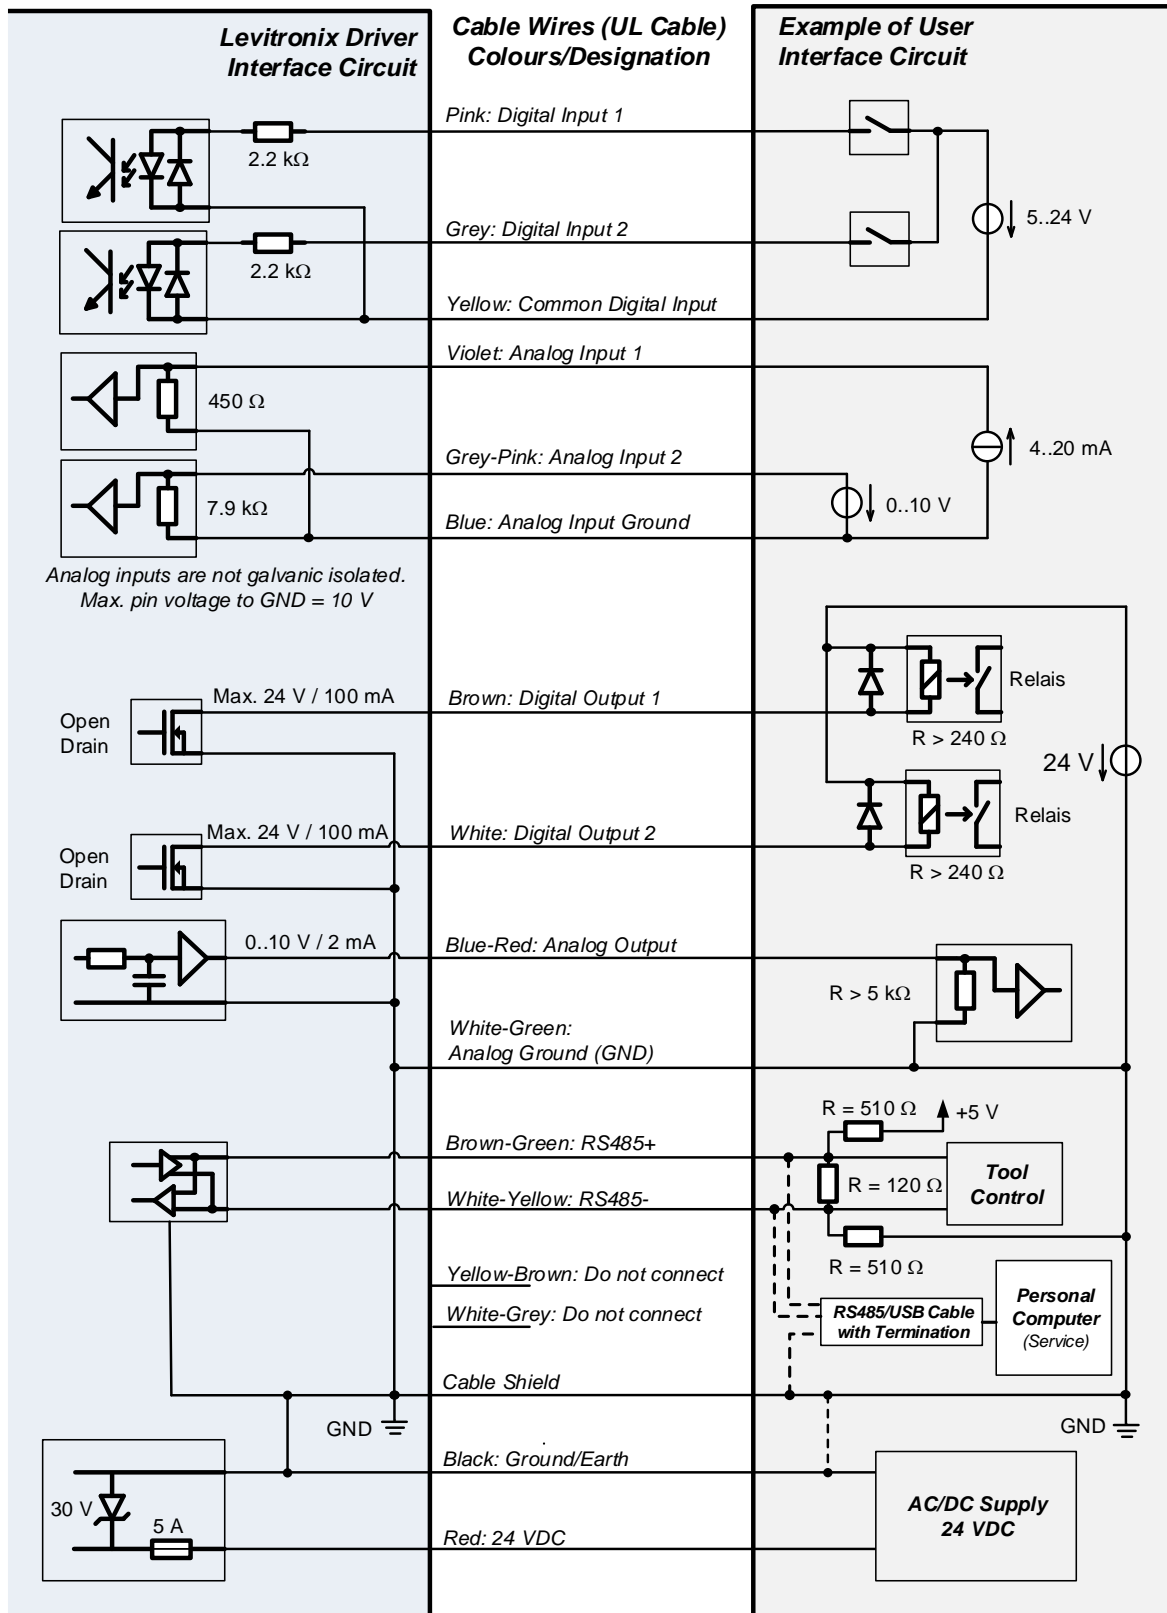 Levitronix Driver
Interface Circuit
Cable Wires (UL Cable)
Colours/Designation
Example of User
Interface Circuit
Pink: Digital Input 1
2.2 kΩ
Grey: Digital Input 2
5..24 V
2.2 kΩ
Yellow: Common Digital Input
Violet: Analog Input 1
450 Ω
Grey-Pink: Analog Input 2
4..20 mA
7.9 kΩ
0..10 V
Blue: Analog Input Ground
Analog inputs are not galvanic isolated.
Max. pin voltage to GND = 10 V
Max. 24 V / 100 mA
Brown: Digital Output 1
Relais
Open
Drain
R > 240 Ω
24 V
Max. 24 V / 100 mA
White: Digital Output 2
Relais
Open
Drain
R > 240 Ω
0..10 V / 2 mA
Blue-Red: Analog Output
R > 5 kΩ
White-Green:
Analog Ground (GND)
R = 510 Ω
+5 V
Brown-Green: RS485+
Tool
Control
R = 120 Ω
White-Yellow: RS485-
R = 510 Ω
Yellow-Brown: Do not connect
White-Grey: Do not connect
RS485/USB Cable
with Termination
Personal
Computer
(Service)
Cable Shield
GND
GND
Black: Ground/Earth
30 V
5 A
AC/DC Supply
24 VDC
Red: 24 VDC